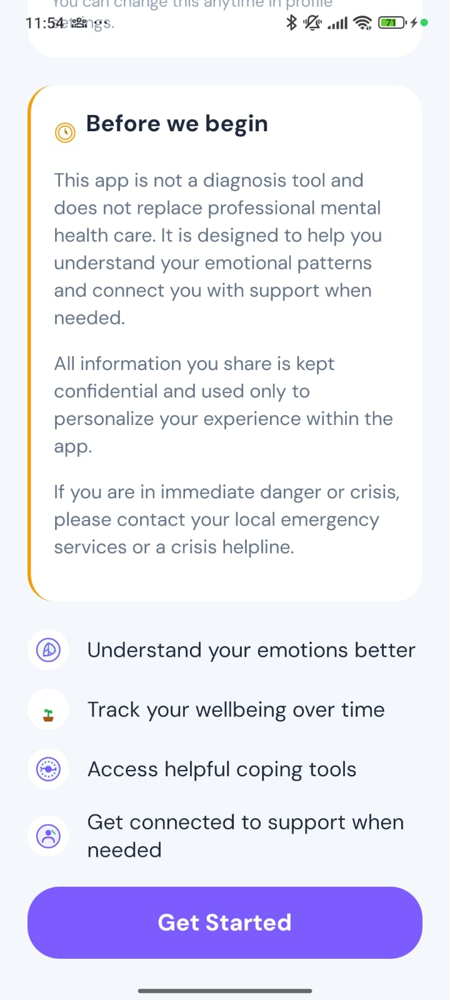 You can change this anytime in profile
settings.
11:54
71
Before we begin
This app is not a diagnosis tool and
does not replace professional mental
health care. It is designed to help you
understand your emotional patterns
and connect you with support when
needed.
All information you share is kept
confidential and used only to
personalize your experience within the
app.
If you are in immediate danger or crisis,
please contact your local emergency
services or a crisis helpline.
Understand your emotions better
Track your wellbeing over time
Access helpful coping tools
Get connected to support when
needed
Get Started